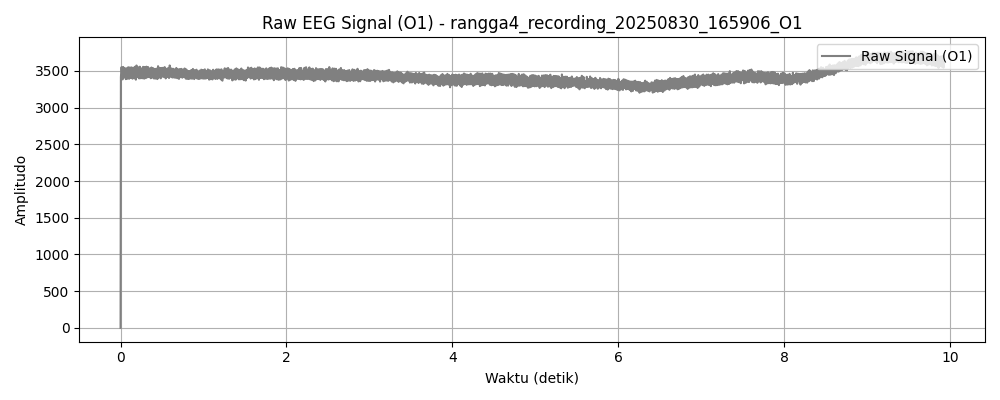 Raw EEG Signal (O1) - rangga4_recording_20250830_165906_O1
Raw Signal (O1)
3500
3000
2500
2000
1500
1000
500
0
Amplitudo
0 2 4 6 8 10
Waktu (detik)